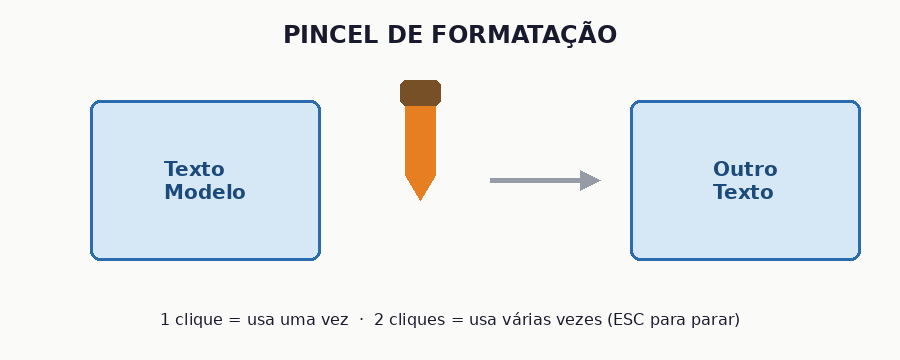 PINCEL DE FORMATAÇÃO
Texto
Modelo
Outro
Texto
1 clique = usa uma vez · 2 cliques = usa várias vezes (ESC para parar)